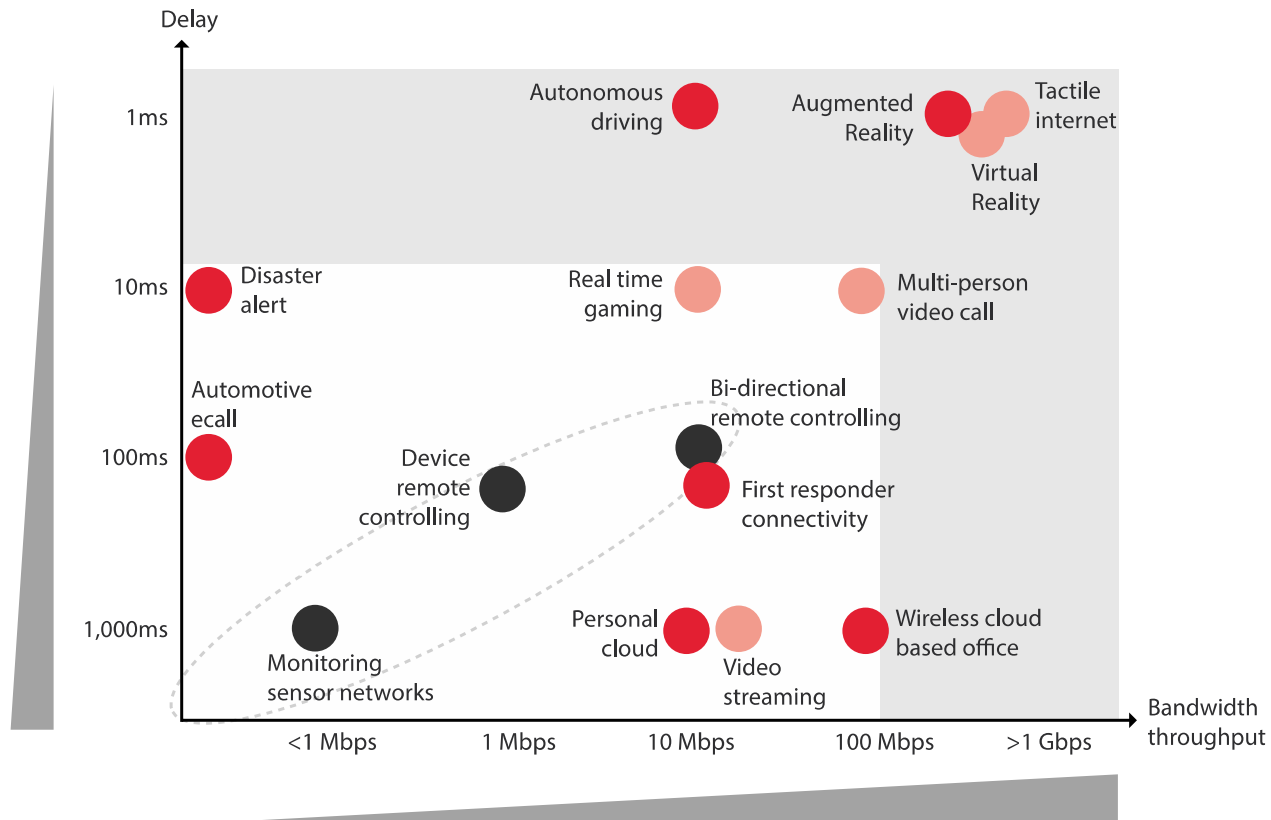 Delay
1ms
10ms
100ms
1,000ms
Autonomous
driving
Augmented
Reality
Tactile
internet
Virtual
Reality
Disaster
alert
Real time
gaming
Multi-person
video call
Automotive
ecall
Bi-directional
remote controlling
Device
remote
controlling
First responder
connectivity
Monitoring
sensor networks
Personal
cloud
Video
streaming
Wireless cloud
based office
<1 Mbps
1 Mbps
10 Mbps
100 Mbps
>1 Gbps
Bandwidth
throughput